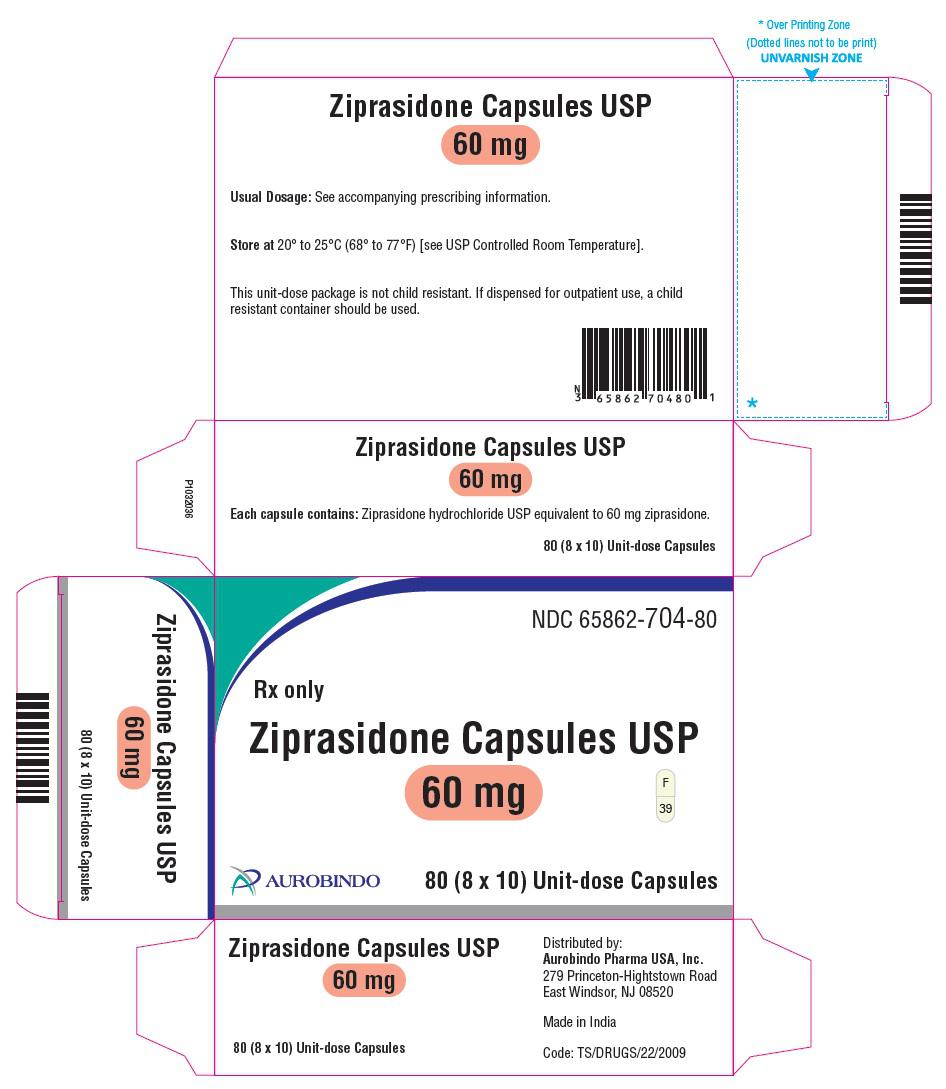 * Over Printing Zone
(Dotted lines not to be print)
UNVARNISH ZONE
Ziprasidone Capsules USP
60 mg
Usual Dosage: See accompanying prescribing information.
Store at 20° to 25°C (68° to 77°F) [see USP Controlled Room Temperature].
This unit-dose package is not child resistant. If dispensed for outpatient use, a child
resistant container should be used.
N
3 65862 70480 1
*
Ziprasidone Capsules USP
60 mg
Each capsule contains: Ziprasidone hydrochloride USP equivalent to 60 mg ziprasidone.
80 (8 x 10) Unit-dose Capsules
P1032036
Ziprasidone Capsules USP
60 mg
80 (8 x 10) Unit-dose Capsules
NDC 65862-704-80
Rx only
Ziprasidone Capsules USP
60 mg
F
39
AUROBINDO
80 (8 x 10) Unit-dose Capsules
Ziprasidone Capsules USP
60 mg
80 (8 x 10) Unit-dose Capsules
Distributed by:
Aurobindo Pharma USA, Inc.
279 Princeton-Hightstown Road
East Windsor, NJ 08520
Made in India
Code: TS/DRUGS/22/2009